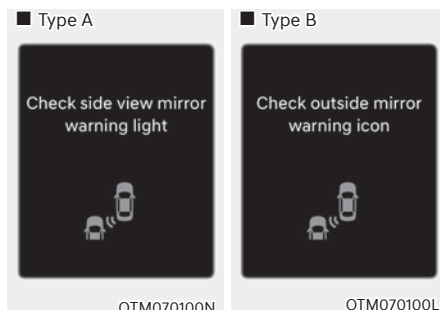 ■ Type A
Check side view mirror
warning light
OTM070100N
■ Type B
Check outside mirror
warning icon
OTM070100L